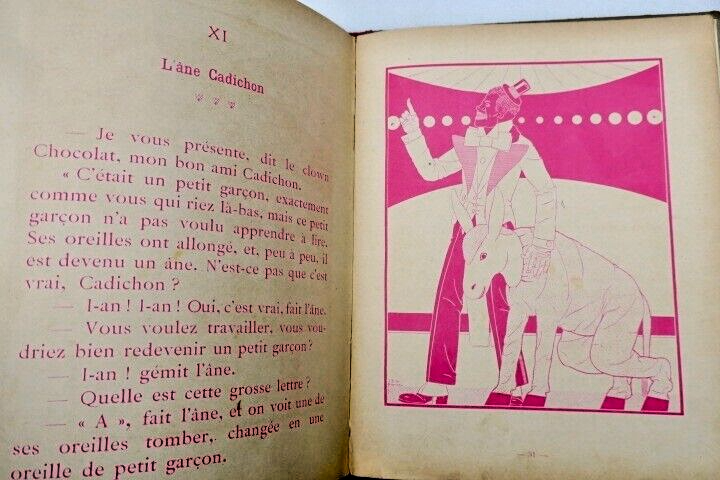 XI
L'âne Cadichon
— Je vous présente, dit le clown
Chocolat, mon bon ami Cadichon.
« C'était un petit garçon, exactement
comme vous qui riez là-bas, mais ce petit
garçon n'a pas voulu apprendre à lire.
Ses oreilles ont allongé, et, peu à peu, il
est devenu un âne. N'est-ce pas que c'est
vrai, Cadichon ?
— I-an ! I-an ! Oui, c'est vrai, fait l'âne.
— Vous voulez travailler, vous vou-
driez bien redevenir un petit garçon ?
— I-an ! gémit l'âne.
— Quelle est cette grosse lettre ?
— « A », fait l'âne, et on voit une de
ses oreilles tomber, changée en une
oreille de petit garçon.
— 31 —